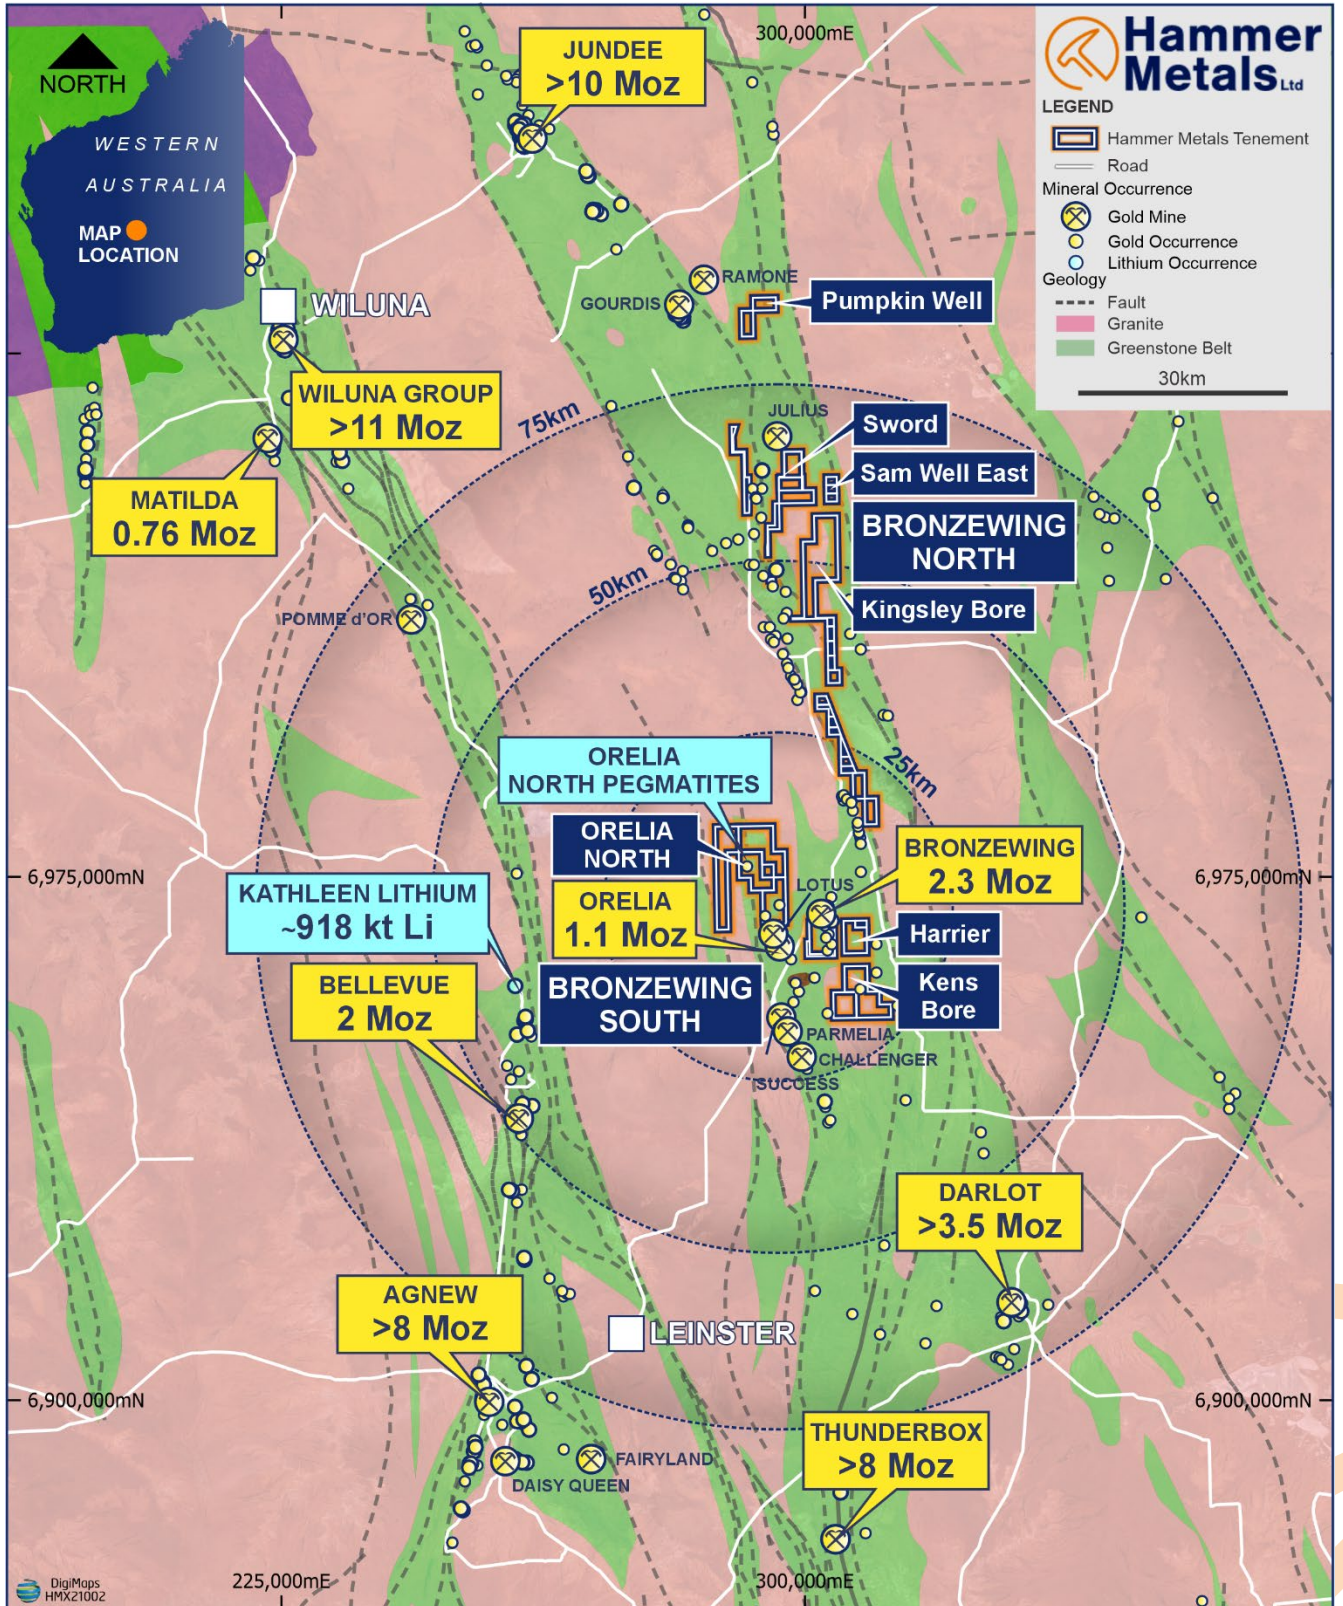 300,000mE
Hammer
Metals Ltd
LEGEND
Hammer Metals Tenement
Road
Mineral Occurrence
Gold Mine
Gold Occurrence
Lithium Occurrence
Geology
Fault
Granite
Greenstone Belt
30km
NORTH
WESTERN
AUSTRALIA
MAP
LOCATION
JUNDEE
>10 Moz
WILUNA
RAMONE
GOURDIS
Pumpkin Well
WILUNA GROUP
>11 Moz
75km
JULIUS
Sword
Sam Well East
MATILDA
0.76 Moz
BRONZEWING
NORTH
50km
Kingsley Bore
POMME d'OR
ORELIA
NORTH PEGMATITES
25km
ORELIA
NORTH
BRONZEWING
2.3 Moz
6,975,000mN
6,975,000mN
KATHLEEN LITHIUM
~918 kt Li
LOTUS
ORELIA
1.1 Moz
Harrier
BELLEVUE
2 Moz
BRONZEWING
SOUTH
Kens
Bore
PARMELIA
CHALLENGER
SUCCESS
DARLOT
>3.5 Moz
AGNEW
>8 Moz
LEINSTER
6,900,000mN
6,900,000mN
THUNDERBOX
>8 Moz
FAIRYLAND
DAISY QUEEN
DigiMaps
HMX21002
225,000mE
300,000mE